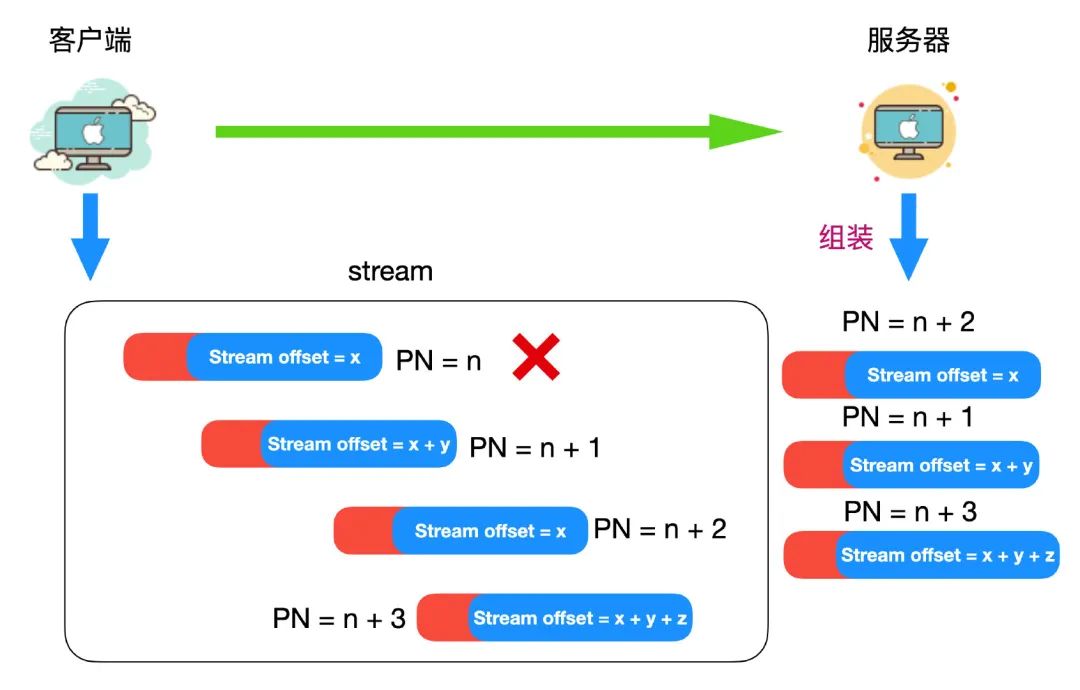 客户端
服务器
组装
stream
Stream offset = x
PN = n
Stream offset = x + y
PN = n + 1
Stream offset = x
PN = n + 2
PN = n + 3
Stream offset = x + y + z
PN = n + 2
Stream offset = x
PN = n + 1
Stream offset = x + y
PN = n + 3
Stream offset = x + y + z